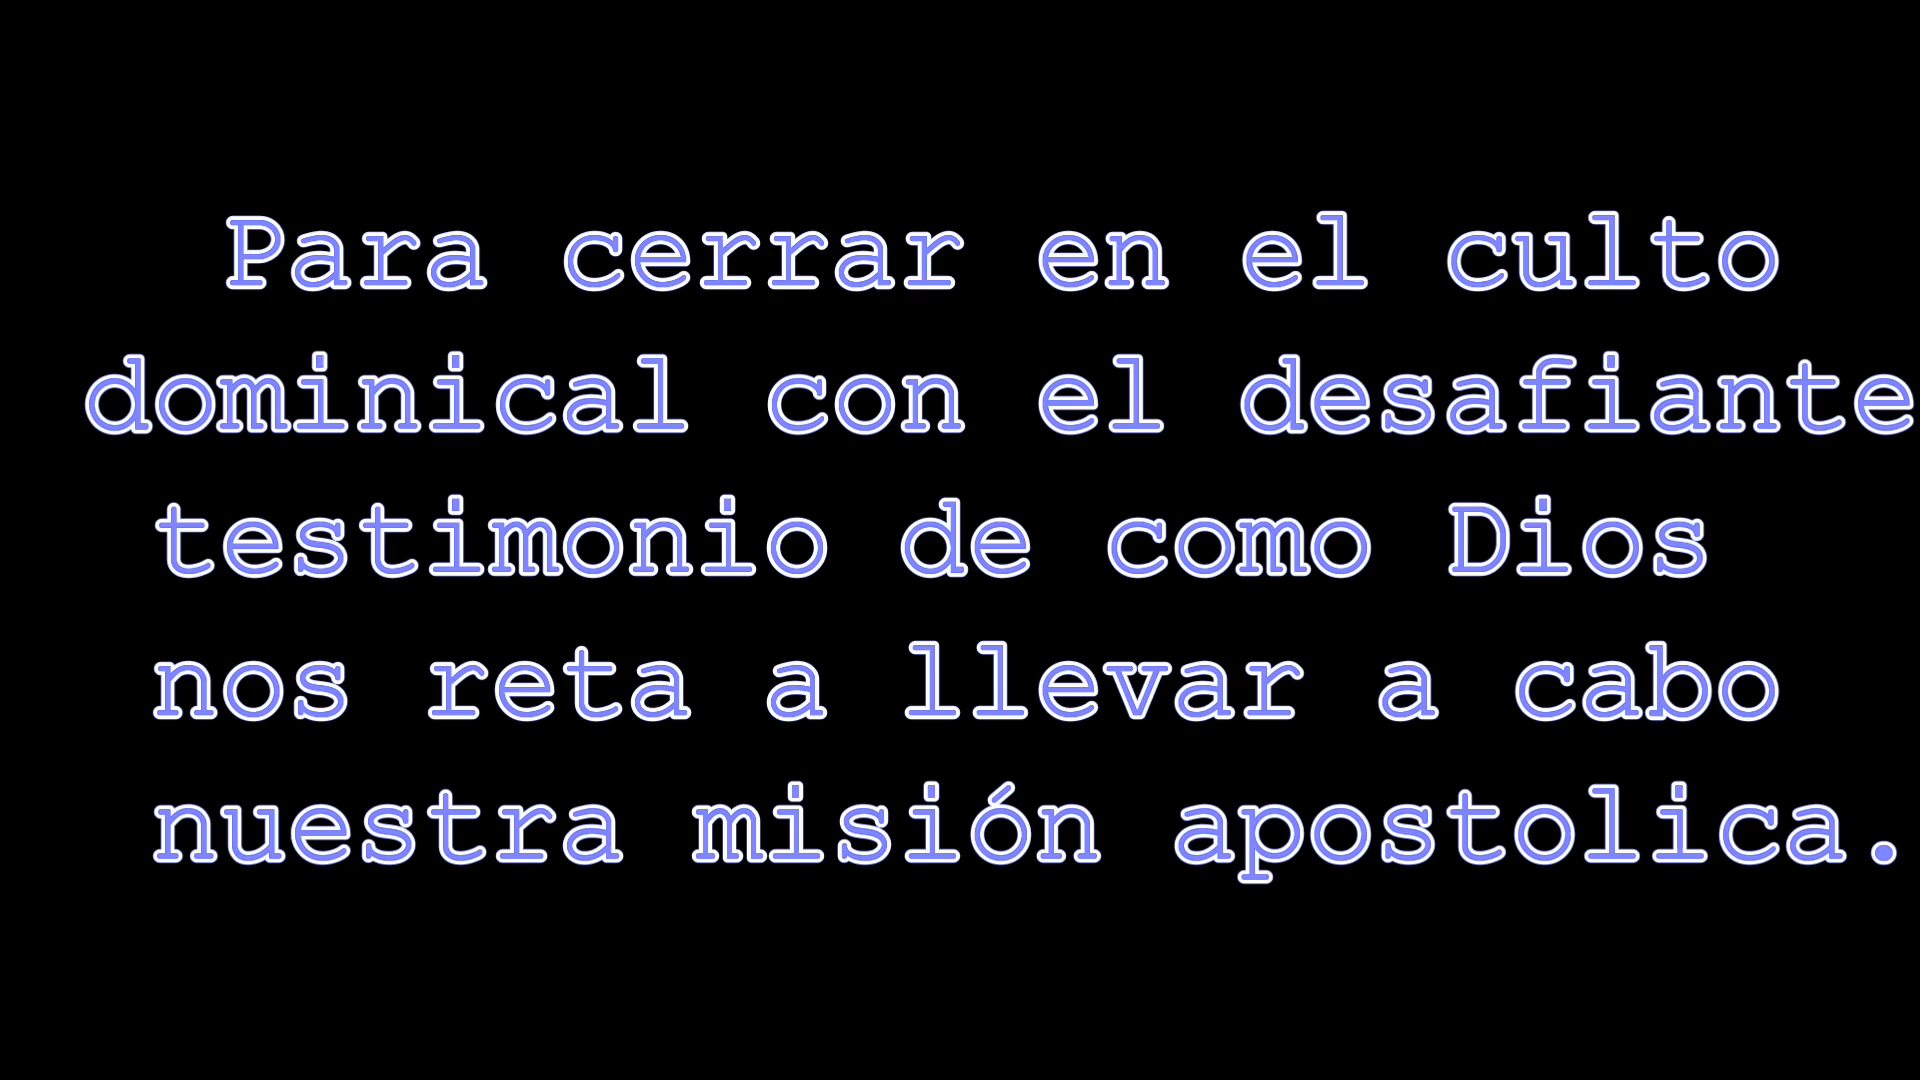 Para cerrar en el culto
dominical con el desafiante
testimonio de como Dios
nos reta a llevar a cabo
nuestra misión apostolica.